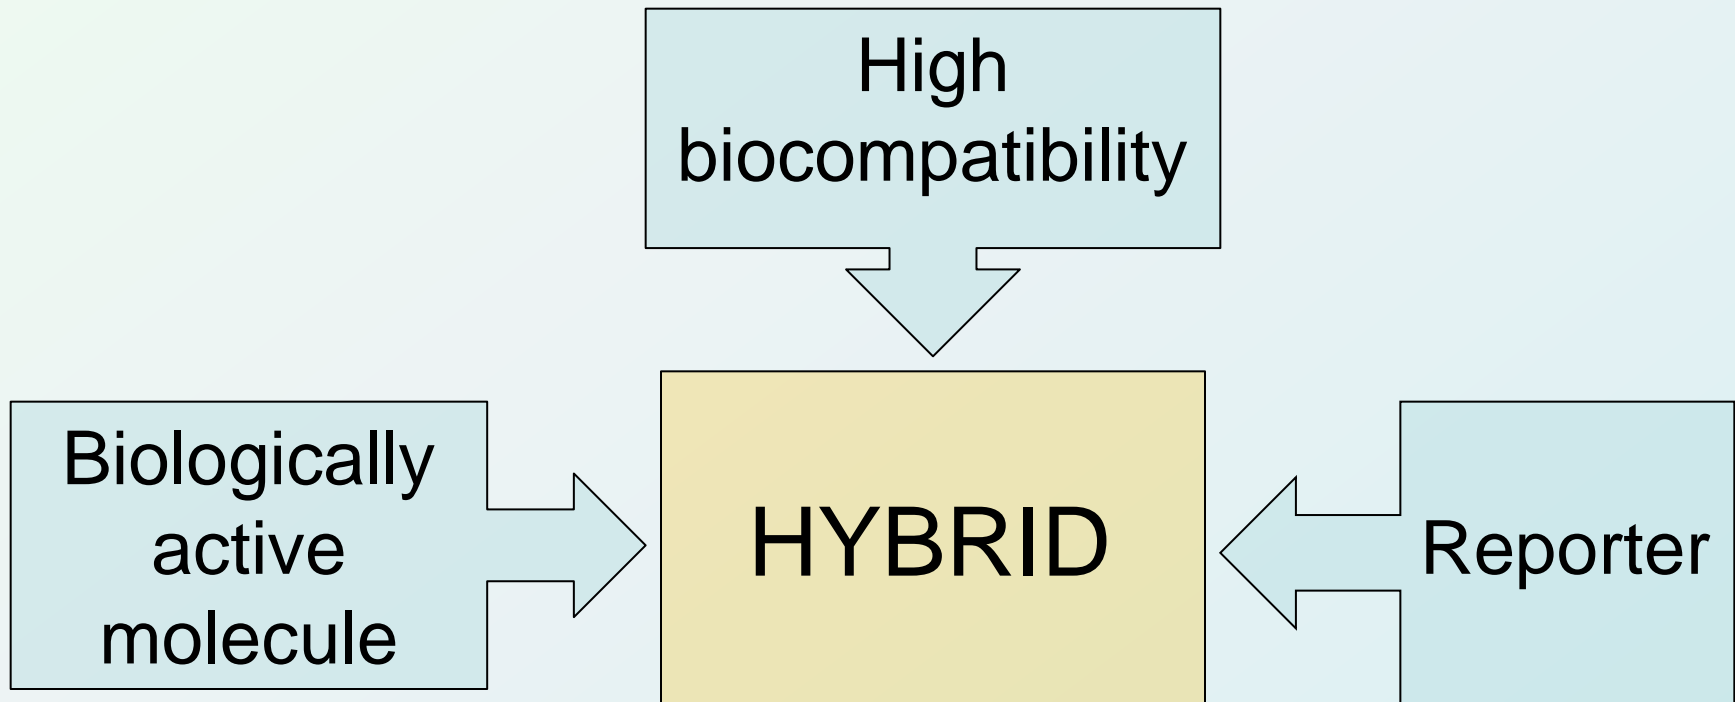 High
biocompatibility
Biologically
active
molecule
HYBRID
Reporter